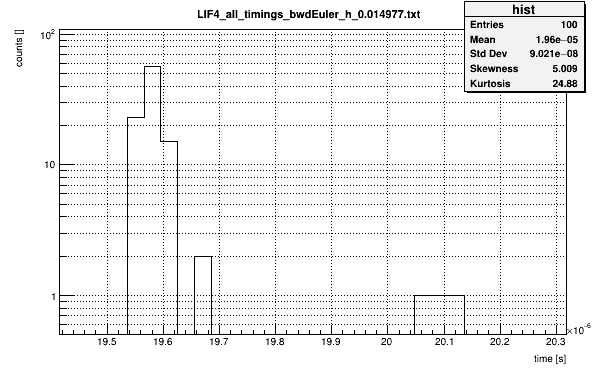 LIF4_all_timings_bwdEuler_h_0.014977.txt
hist
Entries 100
Mean 1.96e−05
Std Dev 9.021e−08
Skewness 5.009
Kurtosis 24.88
counts []
10²
10
1
19.5 19.6 19.7 19.8 19.9 20 20.1 20.2 20.3
×10⁻⁶
time [s]